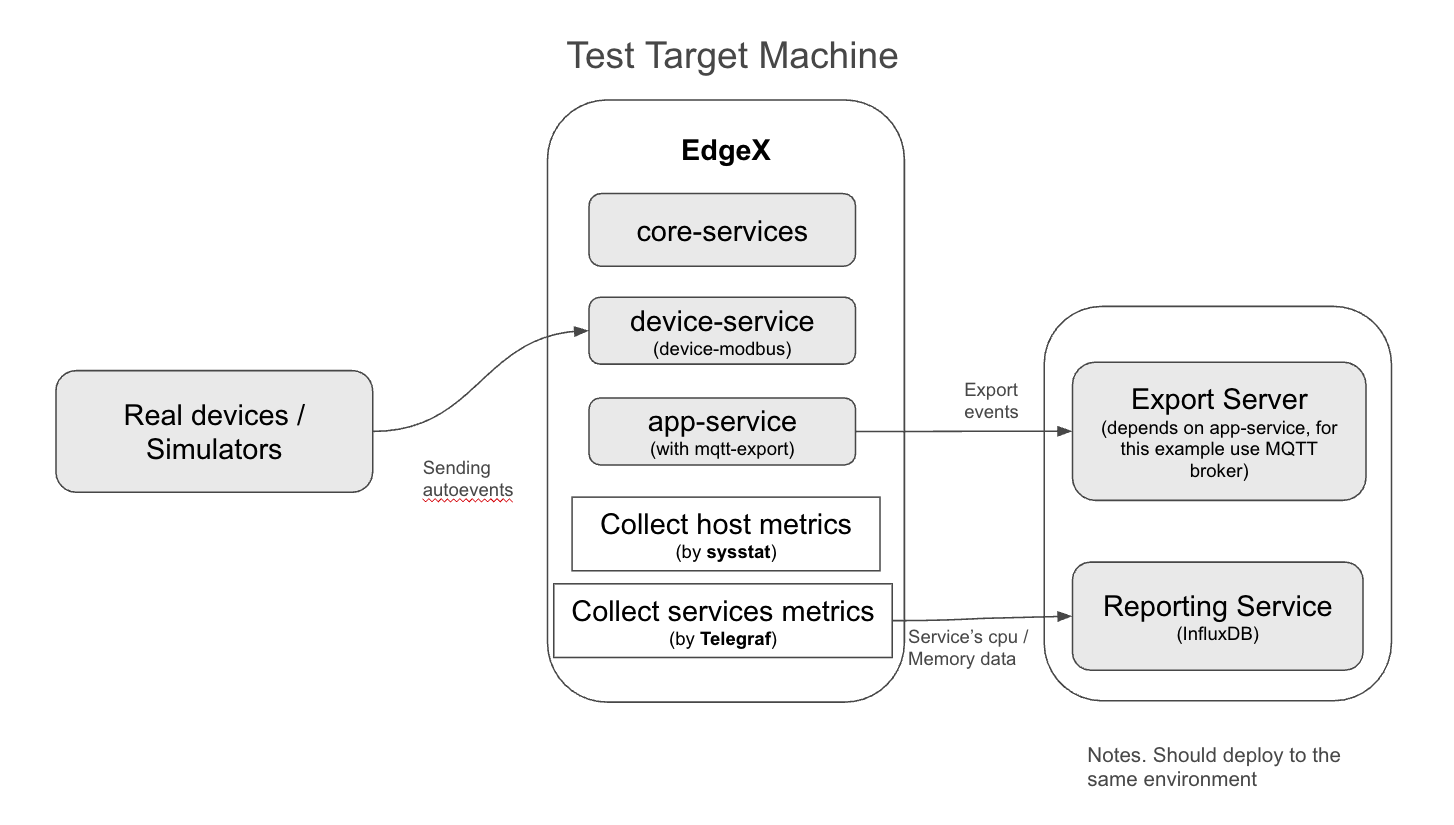 Test Target Machine
EdgeX
core-services
device-service
(device-modbus)
app-service
(with mqtt-export)
Collect host metrics
(by sysstat)
Collect services metrics
(by Telegraf)
Real devices /
Simulators
Sending
autoevents
Export
events
Service’s cpu /
Memory data
Export Server
(depends on app-service, for
this example use MQTT
broker)
Reporting Service
(InfluxDB)
Notes. Should deploy to the
same environment